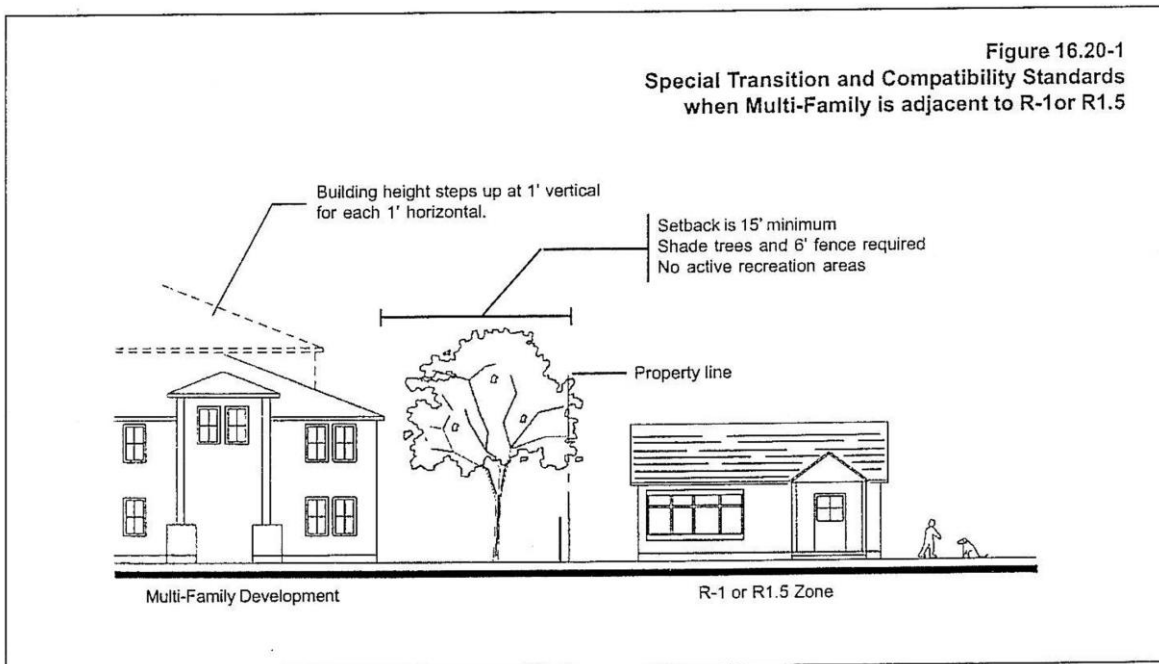 Figure 16.20-1
Special Transition and Compatibility Standards
when Multi-Family is adjacent to R-1or R1.5
Building height steps up at 1' vertical
for each 1' horizontal.
Setback is 15' minimum
Shade trees and 6' fence required
No active recreation areas
Property line
Multi-Family Development
R-1 or R1.5 Zone